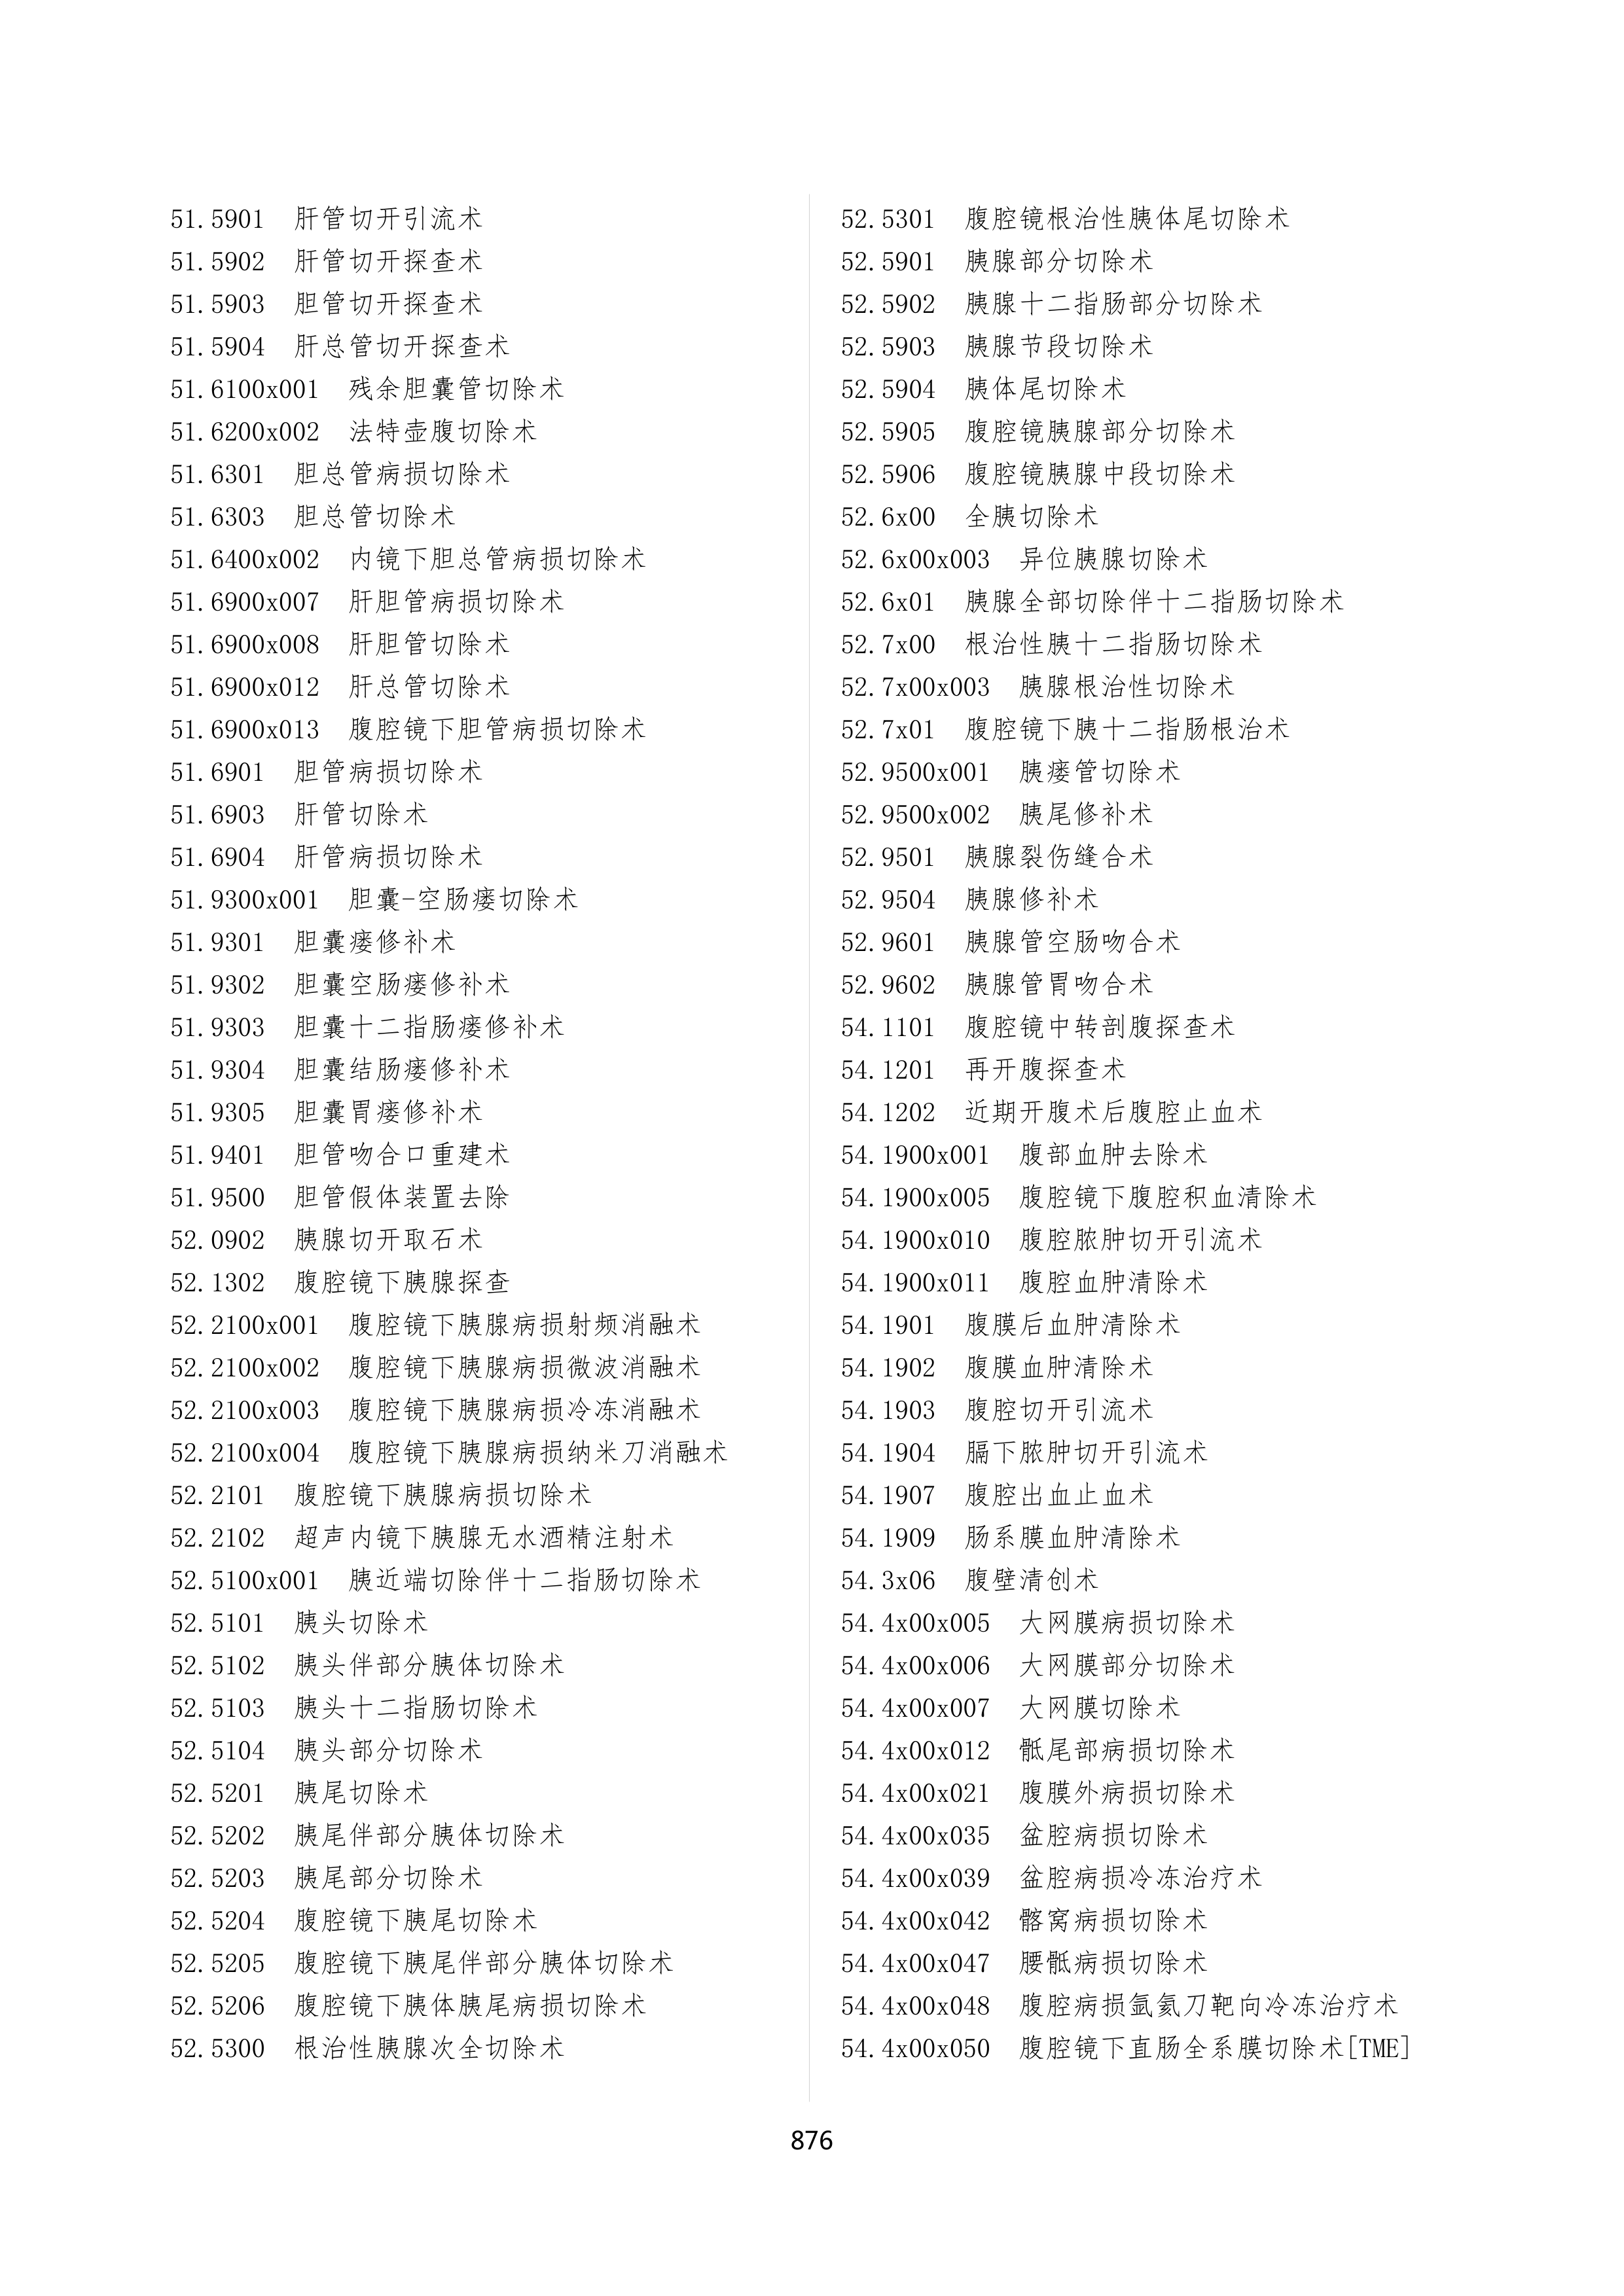 51.5901 肝管切开引流术
51.5902 肝管切开探查术
51.5903 胆管切开探查术
51.5904 肝总管切开探查术
51.6100x001 残余胆囊管切除术
51.6200x002 法特壶腹切除术
51.6301 胆总管病损切除术
51.6303 胆总管切除术
51.6400x002 内镜下胆总管病损切除术
51.6900x007 肝胆管病损切除术
51.6900x008 肝胆管切除术
51.6900x012 肝总管切除术
51.6900x013 腹腔镜下胆管病损切除术
51.6901 胆管病损切除术
51.6903 肝管切除术
51.6904 肝管病损切除术
51.9300x001 胆囊-空肠瘘切除术
51.9301 胆囊瘘修补术
51.9302 胆囊空肠瘘修补术
51.9303 胆囊十二指肠瘘修补术
51.9304 胆囊结肠瘘修补术
51.9305 胆囊胃瘘修补术
51.9401 胆管吻合口重建术
51.9500 胆管假体装置去除
52.0902 胰腺切开取石术
52.1302 腹腔镜下胰腺探查
52.2100x001 腹腔镜下胰腺病损射频消融术
52.2100x002 腹腔镜下胰腺病损微波消融术
52.2100x003 腹腔镜下胰腺病损冷冻消融术
52.2100x004 腹腔镜下胰腺病损纳米刀消融术
52.2101 腹腔镜下胰腺病损切除术
52.2102 超声内镜下胰腺无水酒精注射术
52.5100x001 胰近端切除伴十二指肠切除术
52.5101 胰头切除术
52.5102 胰头伴部分胰体切除术
52.5103 胰头十二指肠切除术
52.5104 胰头部分切除术
52.5201 胰尾切除术
52.5202 胰尾伴部分胰体切除术
52.5203 胰尾部分切除术
52.5204 腹腔镜下胰尾切除术
52.5205 腹腔镜下胰尾伴部分胰体切除术
52.5206 腹腔镜下胰体胰尾病损切除术
52.5300 根治性胰腺次全切除术
52.5301 腹腔镜根治性胰体尾切除术
52.5901 胰腺部分切除术
52.5902 胰腺十二指肠部分切除术
52.5903 胰腺节段切除术
52.5904 胰体尾切除术
52.5905 腹腔镜胰腺部分切除术
52.5906 腹腔镜胰腺中段切除术
52.6x00 全胰切除术
52.6x00x003 异位胰腺切除术
52.6x01 胰腺全部切除伴十二指肠切除术
52.7x00 根治性胰十二指肠切除术
52.7x00x003 胰腺根治性切除术
52.7x01 腹腔镜下胰十二指肠根治术
52.9500x001 胰瘘管切除术
52.9500x002 胰尾修补术
52.9501 胰腺裂伤缝合术
52.9504 胰腺修补术
52.9601 胰腺管空肠吻合术
52.9602 胰腺管胃吻合术
54.1101 腹腔镜中转剖腹探查术
54.1201 再开腹探查术
54.1202 近期开腹术后腹腔止血术
54.1900x001 腹部血肿去除术
54.1900x005 腹腔镜下腹腔积血清除术
54.1900x010 腹腔脓肿切开引流术
54.1900x011 腹腔血肿清除术
54.1901 腹膜后血肿清除术
54.1902 腹膜血肿清除术
54.1903 腹腔切开引流术
54.1904 膈下脓肿切开引流术
54.1907 腹腔出血止血术
54.1909 肠系膜血肿清除术
54.3x06 腹壁清创术
54.4x00x005 大网膜病损切除术
54.4x00x006 大网膜部分切除术
54.4x00x007 大网膜切除术
54.4x00x012 骶尾部病损切除术
54.4x00x021 腹膜外病损切除术
54.4x00x035 盆腔病损切除术
54.4x00x039 盆腔病损冷冻治疗术
54.4x00x042 髂窝病损切除术
54.4x00x047 腰骶病损切除术
54.4x00x048 腹腔病损氩氦刀靶向冷冻治疗术
54.4x00x050 腹腔镜下直肠全系膜切除术[TME]
876